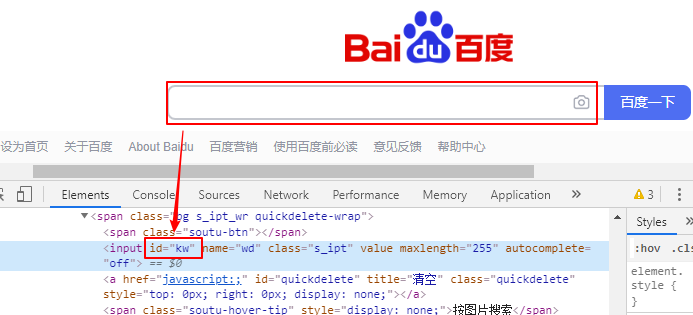 Bai du 百度
百度一下
设为首页 关于百度 About Baidu 百度营销 使用百度前必读 意见反馈 帮助中心
Elements Console Sources Network Performance Memory Application » 3
<span class="bg s_ipt_wr quickdelete-wrap">
<span class="soutu-btn"></span>
<input id="kw" name="wd" class="s_ipt" value maxlength="255" autocomplete=
"off"> == $0
<a href="javascript:;" id="quickdelete" title="清空" class="quickdelete"
style="top: 0px; right: 0px; display: none;"></a>
<span class="soutu-hover-tip" style="display: none;">按图片搜索</span>
Styles »
:hov .cls
element.
style {
}